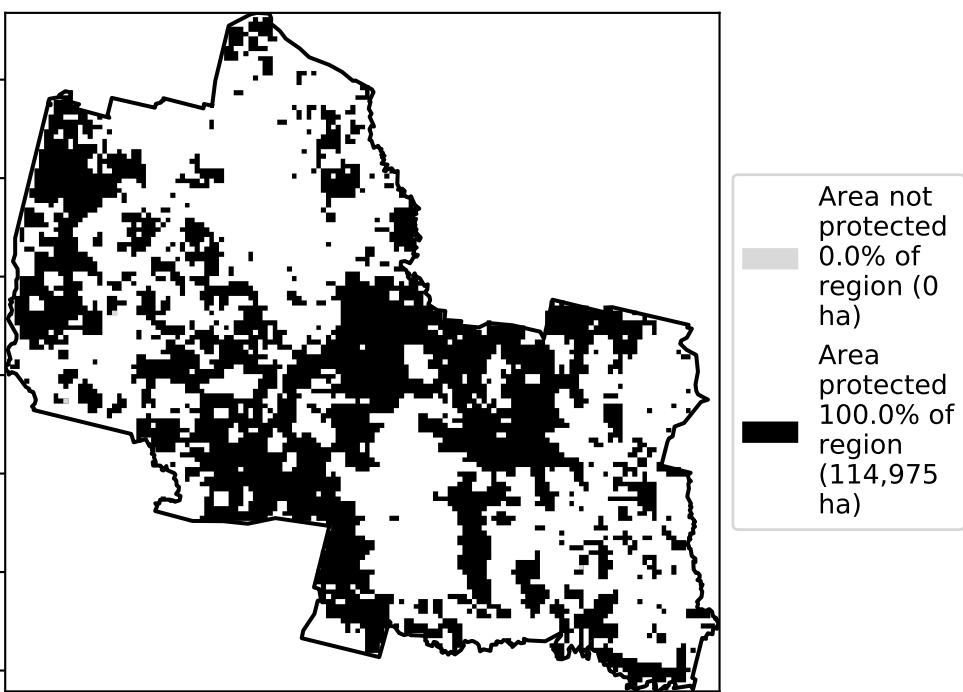 Area not
protected
0.0% of
region (0
ha)
Area
protected
100.0% of
region
(114,975
ha)